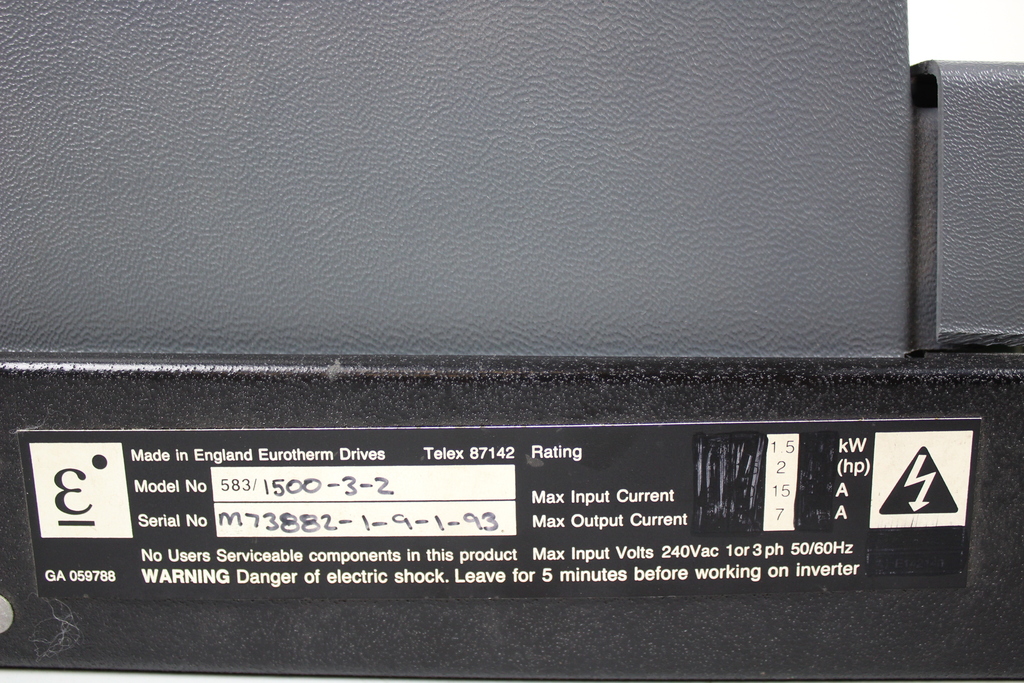 Made in England Eurotherm Drives Telex 87142
Model No 583/1500-3-2
Serial No M73882-1-9-1-93.
No Users Serviceable components in this product
Rating 1.5 kW
2 (hp)
Max Input Current 15 A
Max Output Current 7 A
Max Input Volts 240Vac 1or 3ph 50/60Hz
GA 059788
WARNING Danger of electric shock. Leave for 5 minutes before working on inverter